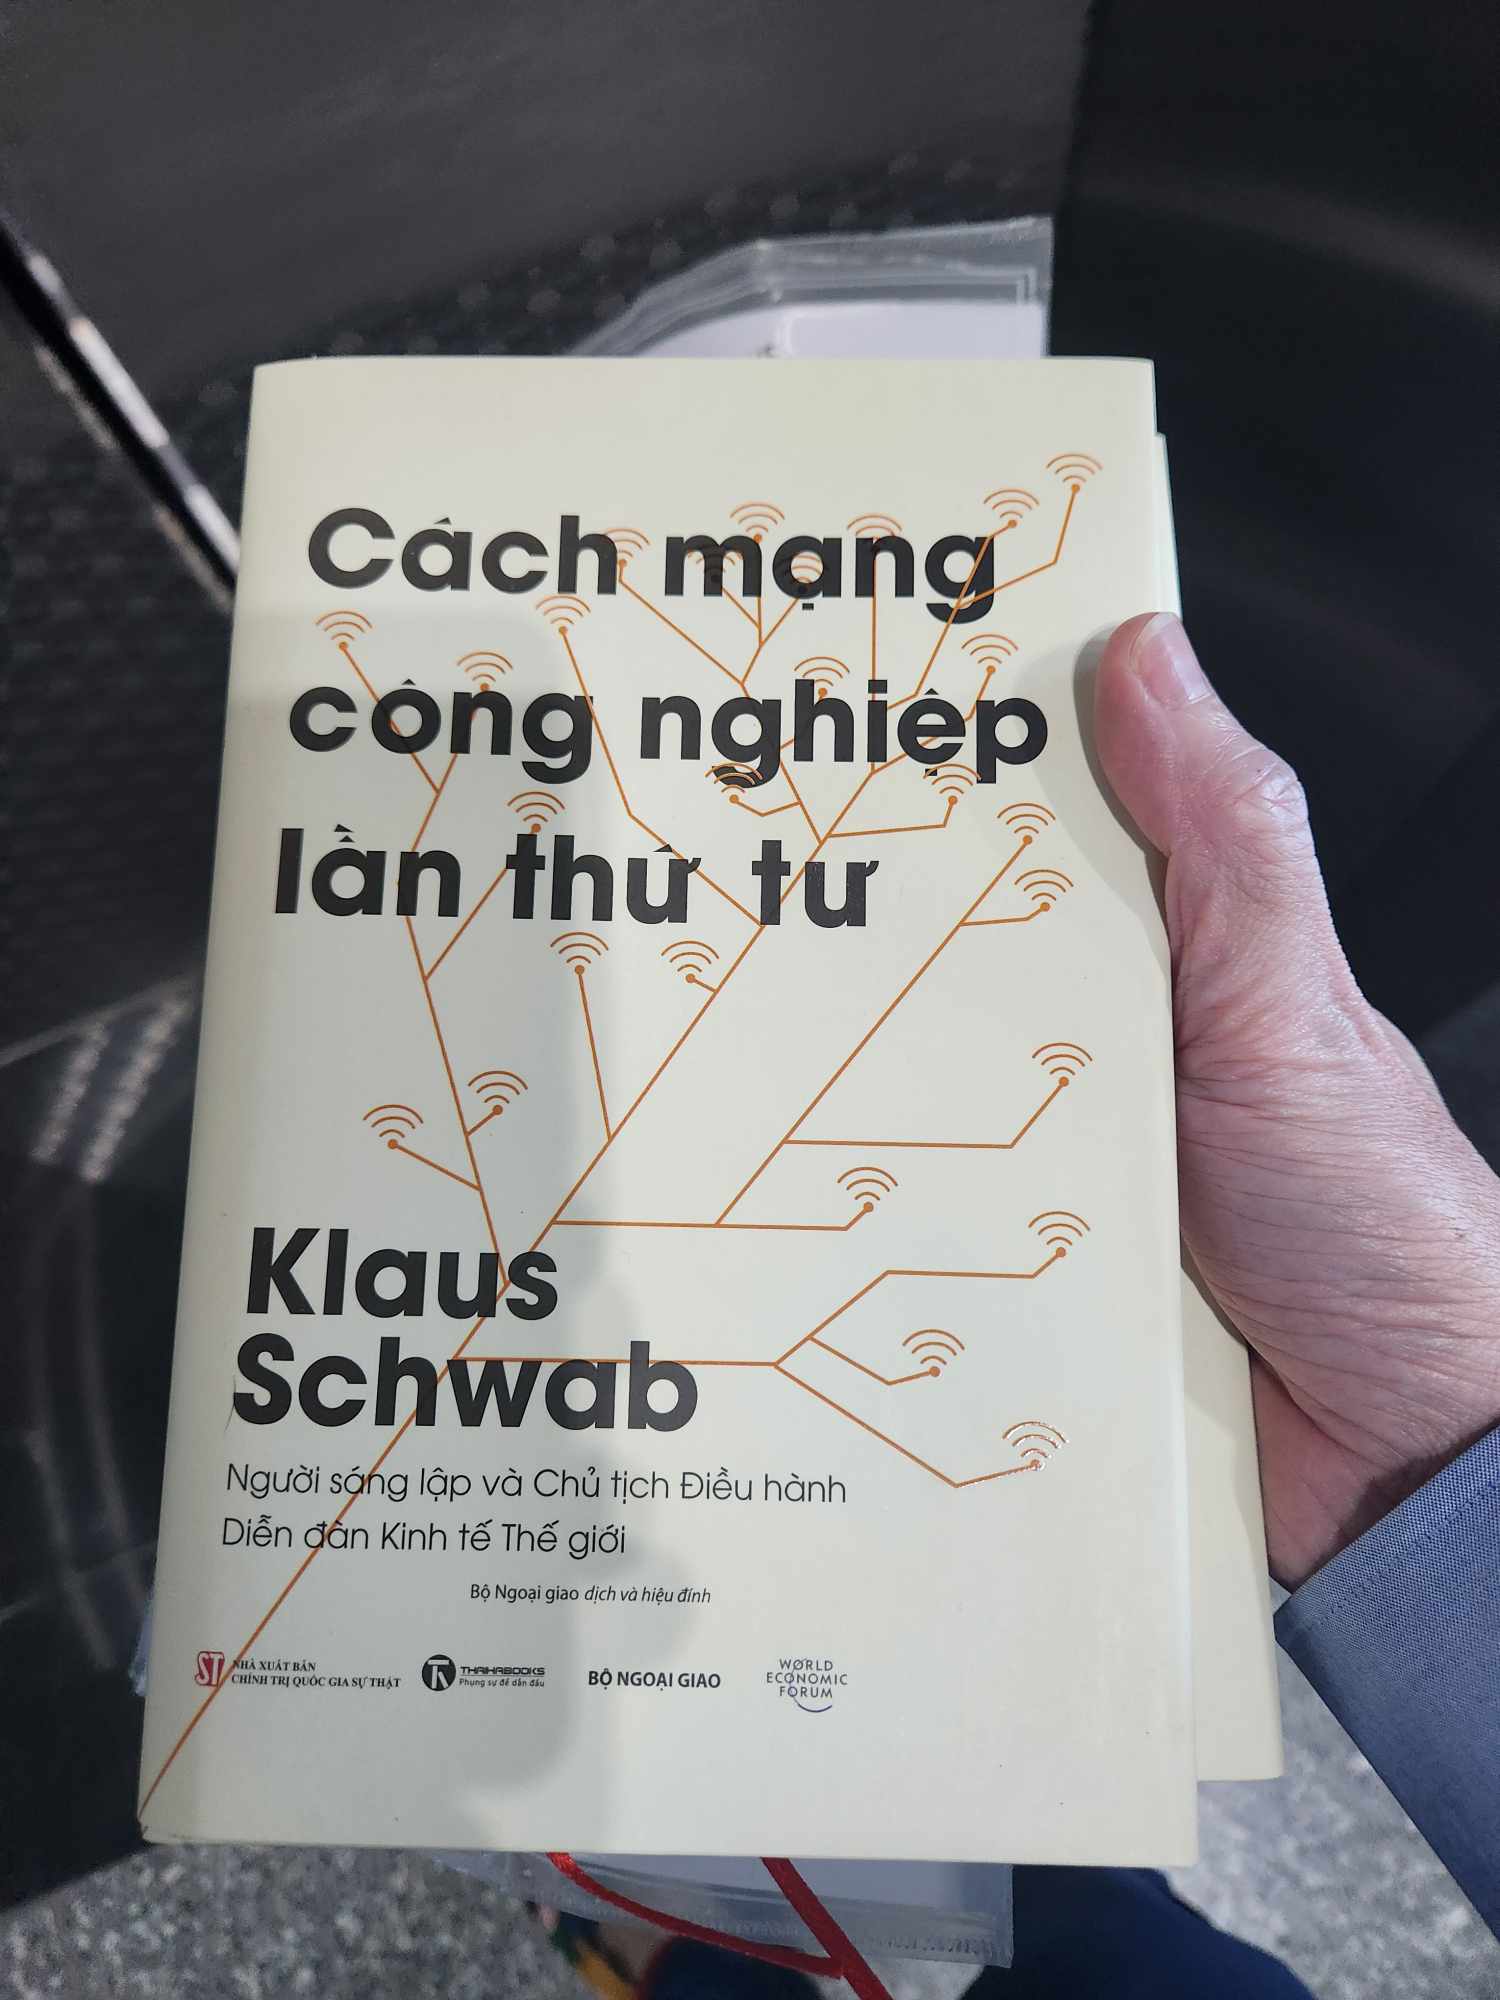 Cách mạng
công nghiệp
lần thứ tư
Klaus
Schwab
Người sáng lập và Chủ tịch Điều hành
Diễn đàn Kinh tế Thế giới
Bộ Ngoại giao dịch và hiệu đính
ST
NHÀ XUẤT BẢN
CHÍNH TRỊ QUỐC GIA SỰ THẬT
THAIHABOOKS
Phụng sự để dẫn đầu
BỘ NGOẠI GIAO
WORLD
ECONOMIC
FORUM